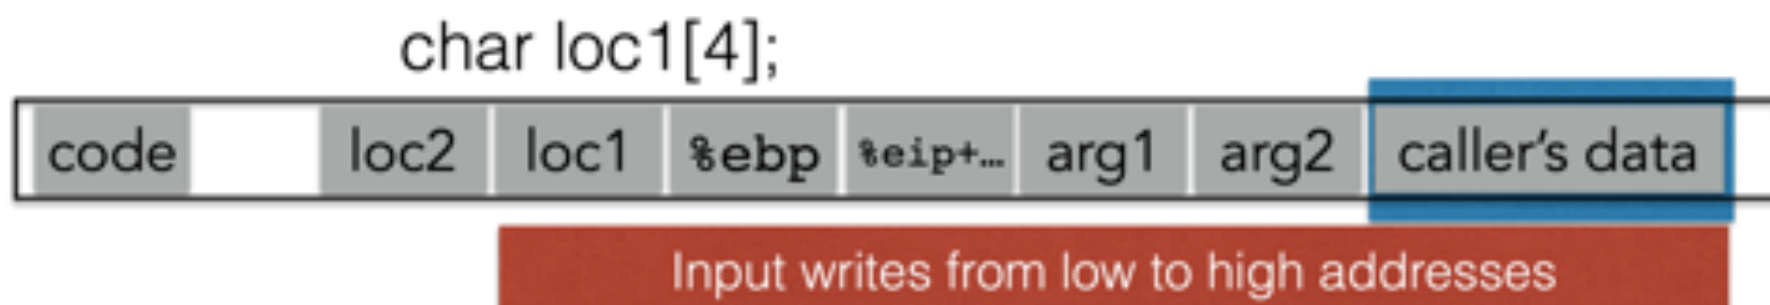 char loc1[4];
code loc2 loc1 %ebp %eip+... arg1 arg2 caller's data
Input writes from low to high addresses